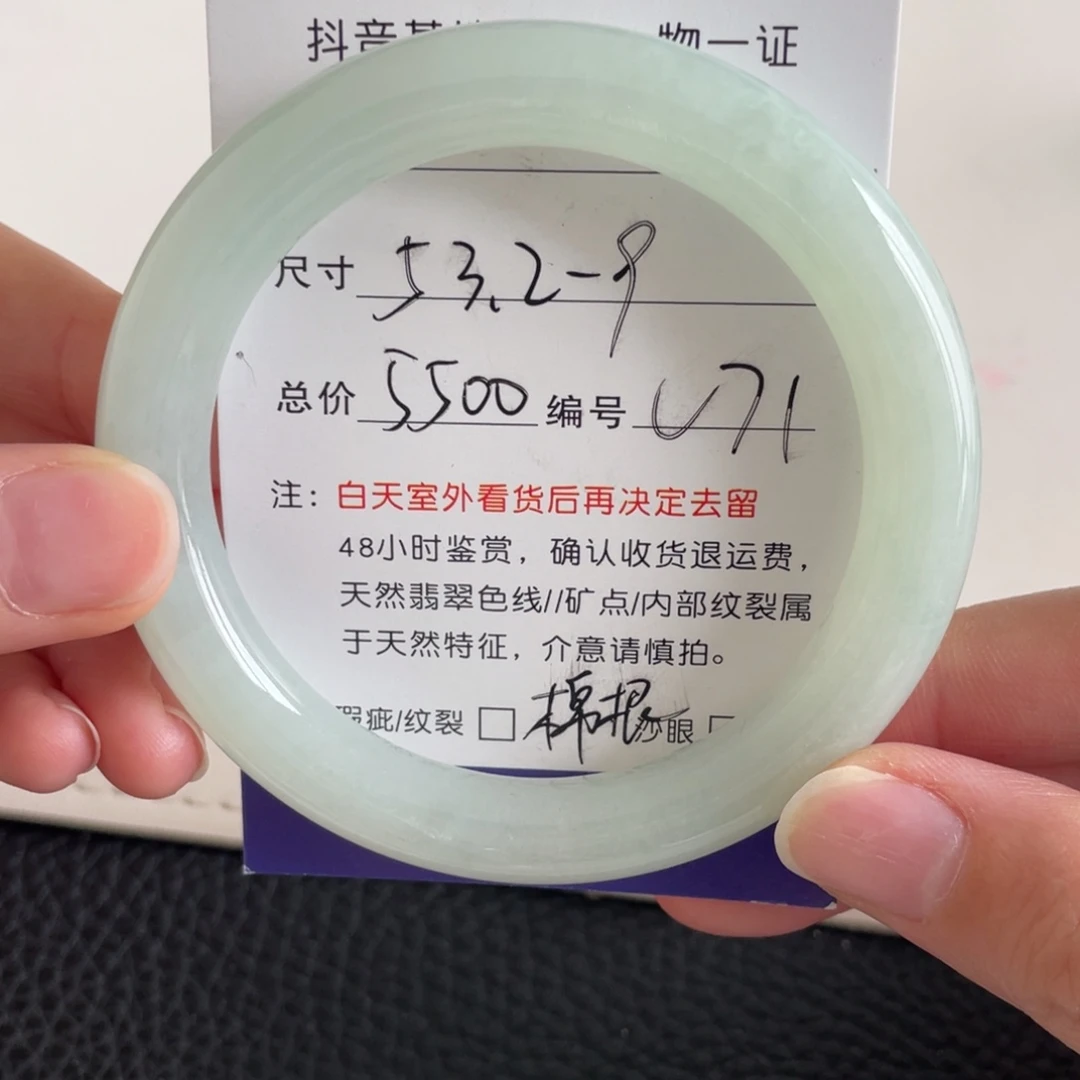 抖音基 物一证
尺寸 53.2-9
总价 5500 编号 U71
注：白天室外看货后再决定去留
48小时鉴赏，确认收货退运费，
天然翡翠色线//矿点/内部纹裂属
于天然特征，介意请慎拍。
瑕疵/纹裂 □ 棉根 沙眼